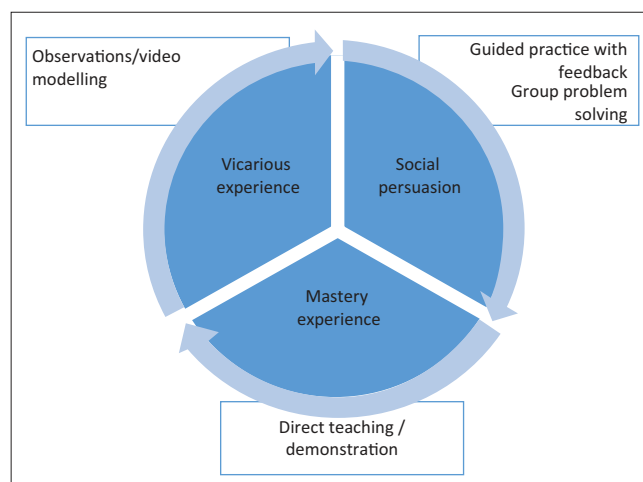 Observations/video
modelling
Guided practice with
feedback
Group problem
solving
Vicarious
experience
Social
persuasion
Mastery
experience
Direct teaching /
demonstration